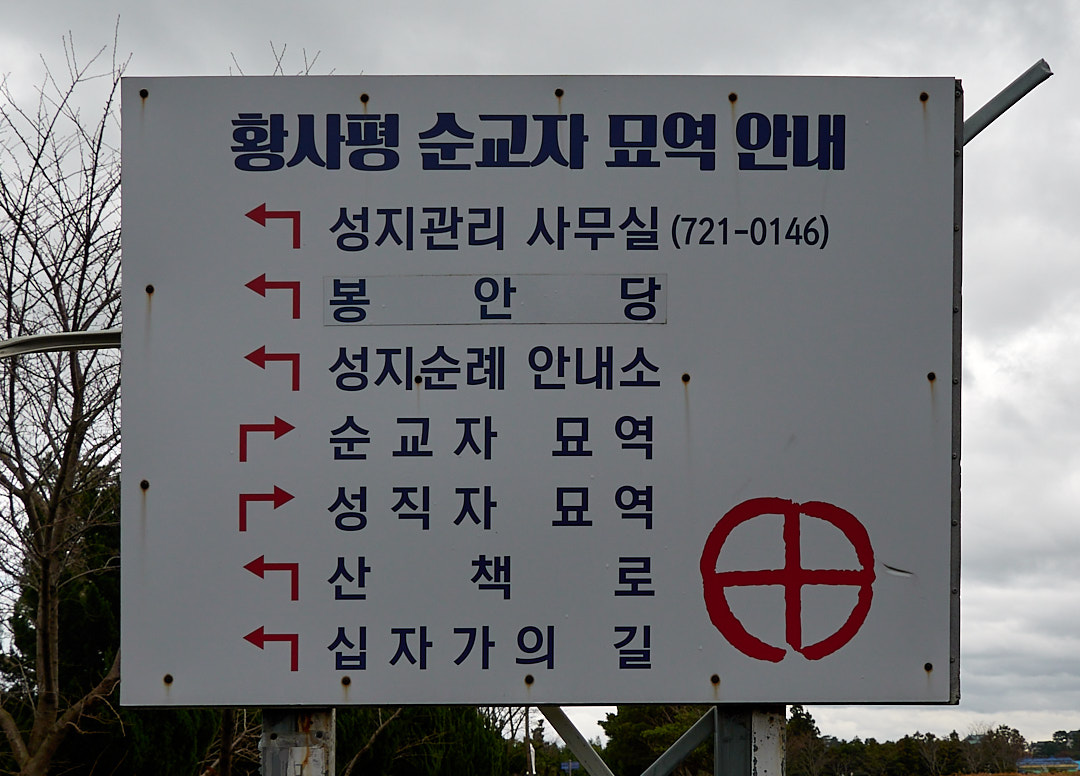 황사평 순교자 묘역 안내
성지관리 사무실 (721-0146)
봉 안 당
성지순례 안내소
순교자 묘역
성직자 묘역
산 책 로
십자가의 길